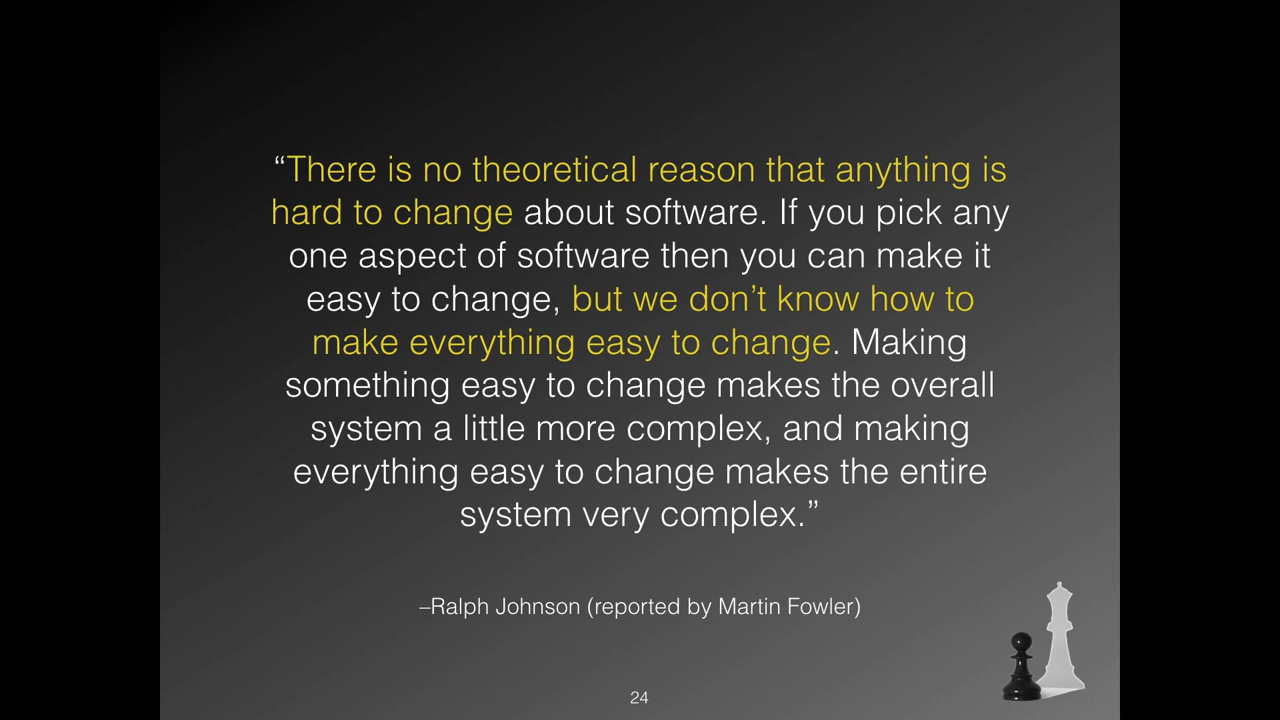 “There is no theoretical reason that anything is
hard to change about software. If you pick any
one aspect of software then you can make it
easy to change, but we don’t know how to
make everything easy to change. Making
something easy to change makes the overall
system a little more complex, and making
everything easy to change makes the entire
system very complex.”
–Ralph Johnson (reported by Martin Fowler)
24